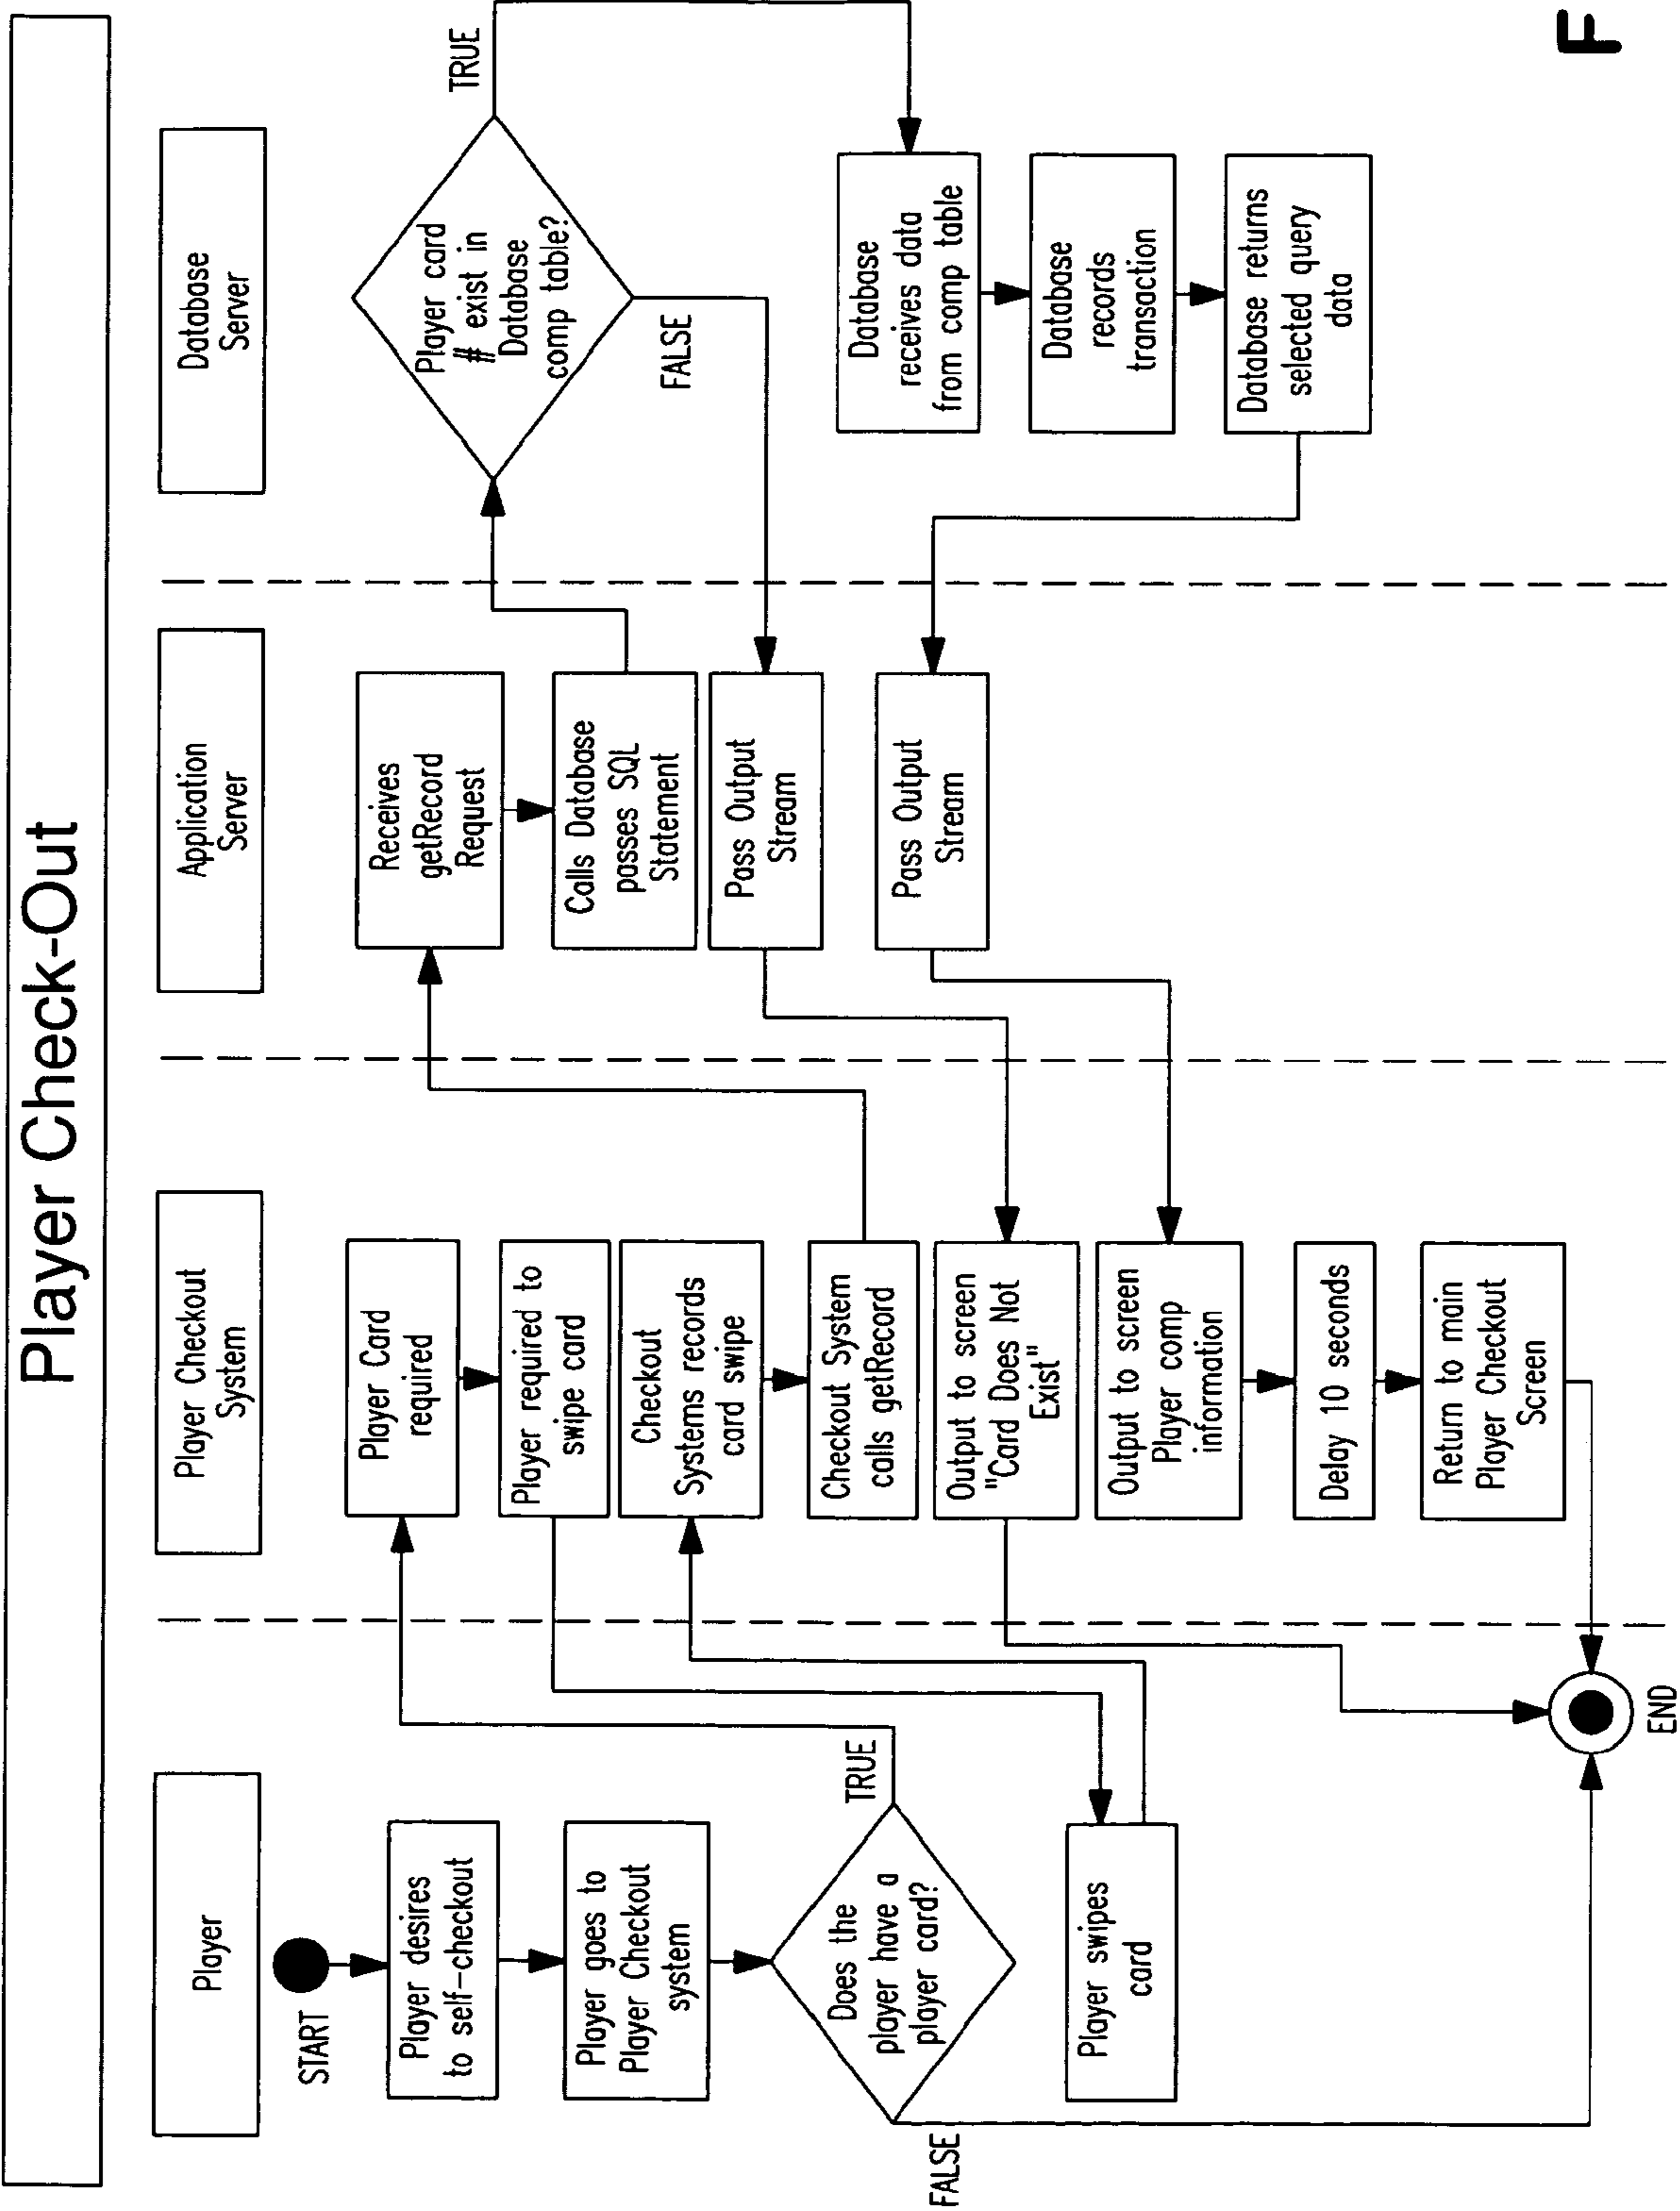 Player Check-Out
Player
START
Player desires
to self-checkout
Player goes to
Player Checkout
system
Does the
player have a
player card?
TRUE
FALSE
Player swipes
card
END
Player Checkout
System
Player Card
required
Player required to
swipe card
Checkout
Systems records
card swipe
Checkout System
calls getRecord
Output to screen
"Card Does Not
Exist"
Output to screen
Player comp
information
Delay 10 seconds
Return to main
Player Checkout
Screen
Application
Server
Receives
getRecord
Request
Calls Database
passes SQL
Statement
Pass Output
Stream
Pass Output
Stream
Database
Server
Player card
# exist in
Database
comp table?
TRUE
FALSE
Database
receives data
from comp table
Database
records
transaction
Database returns
selected query
data
F